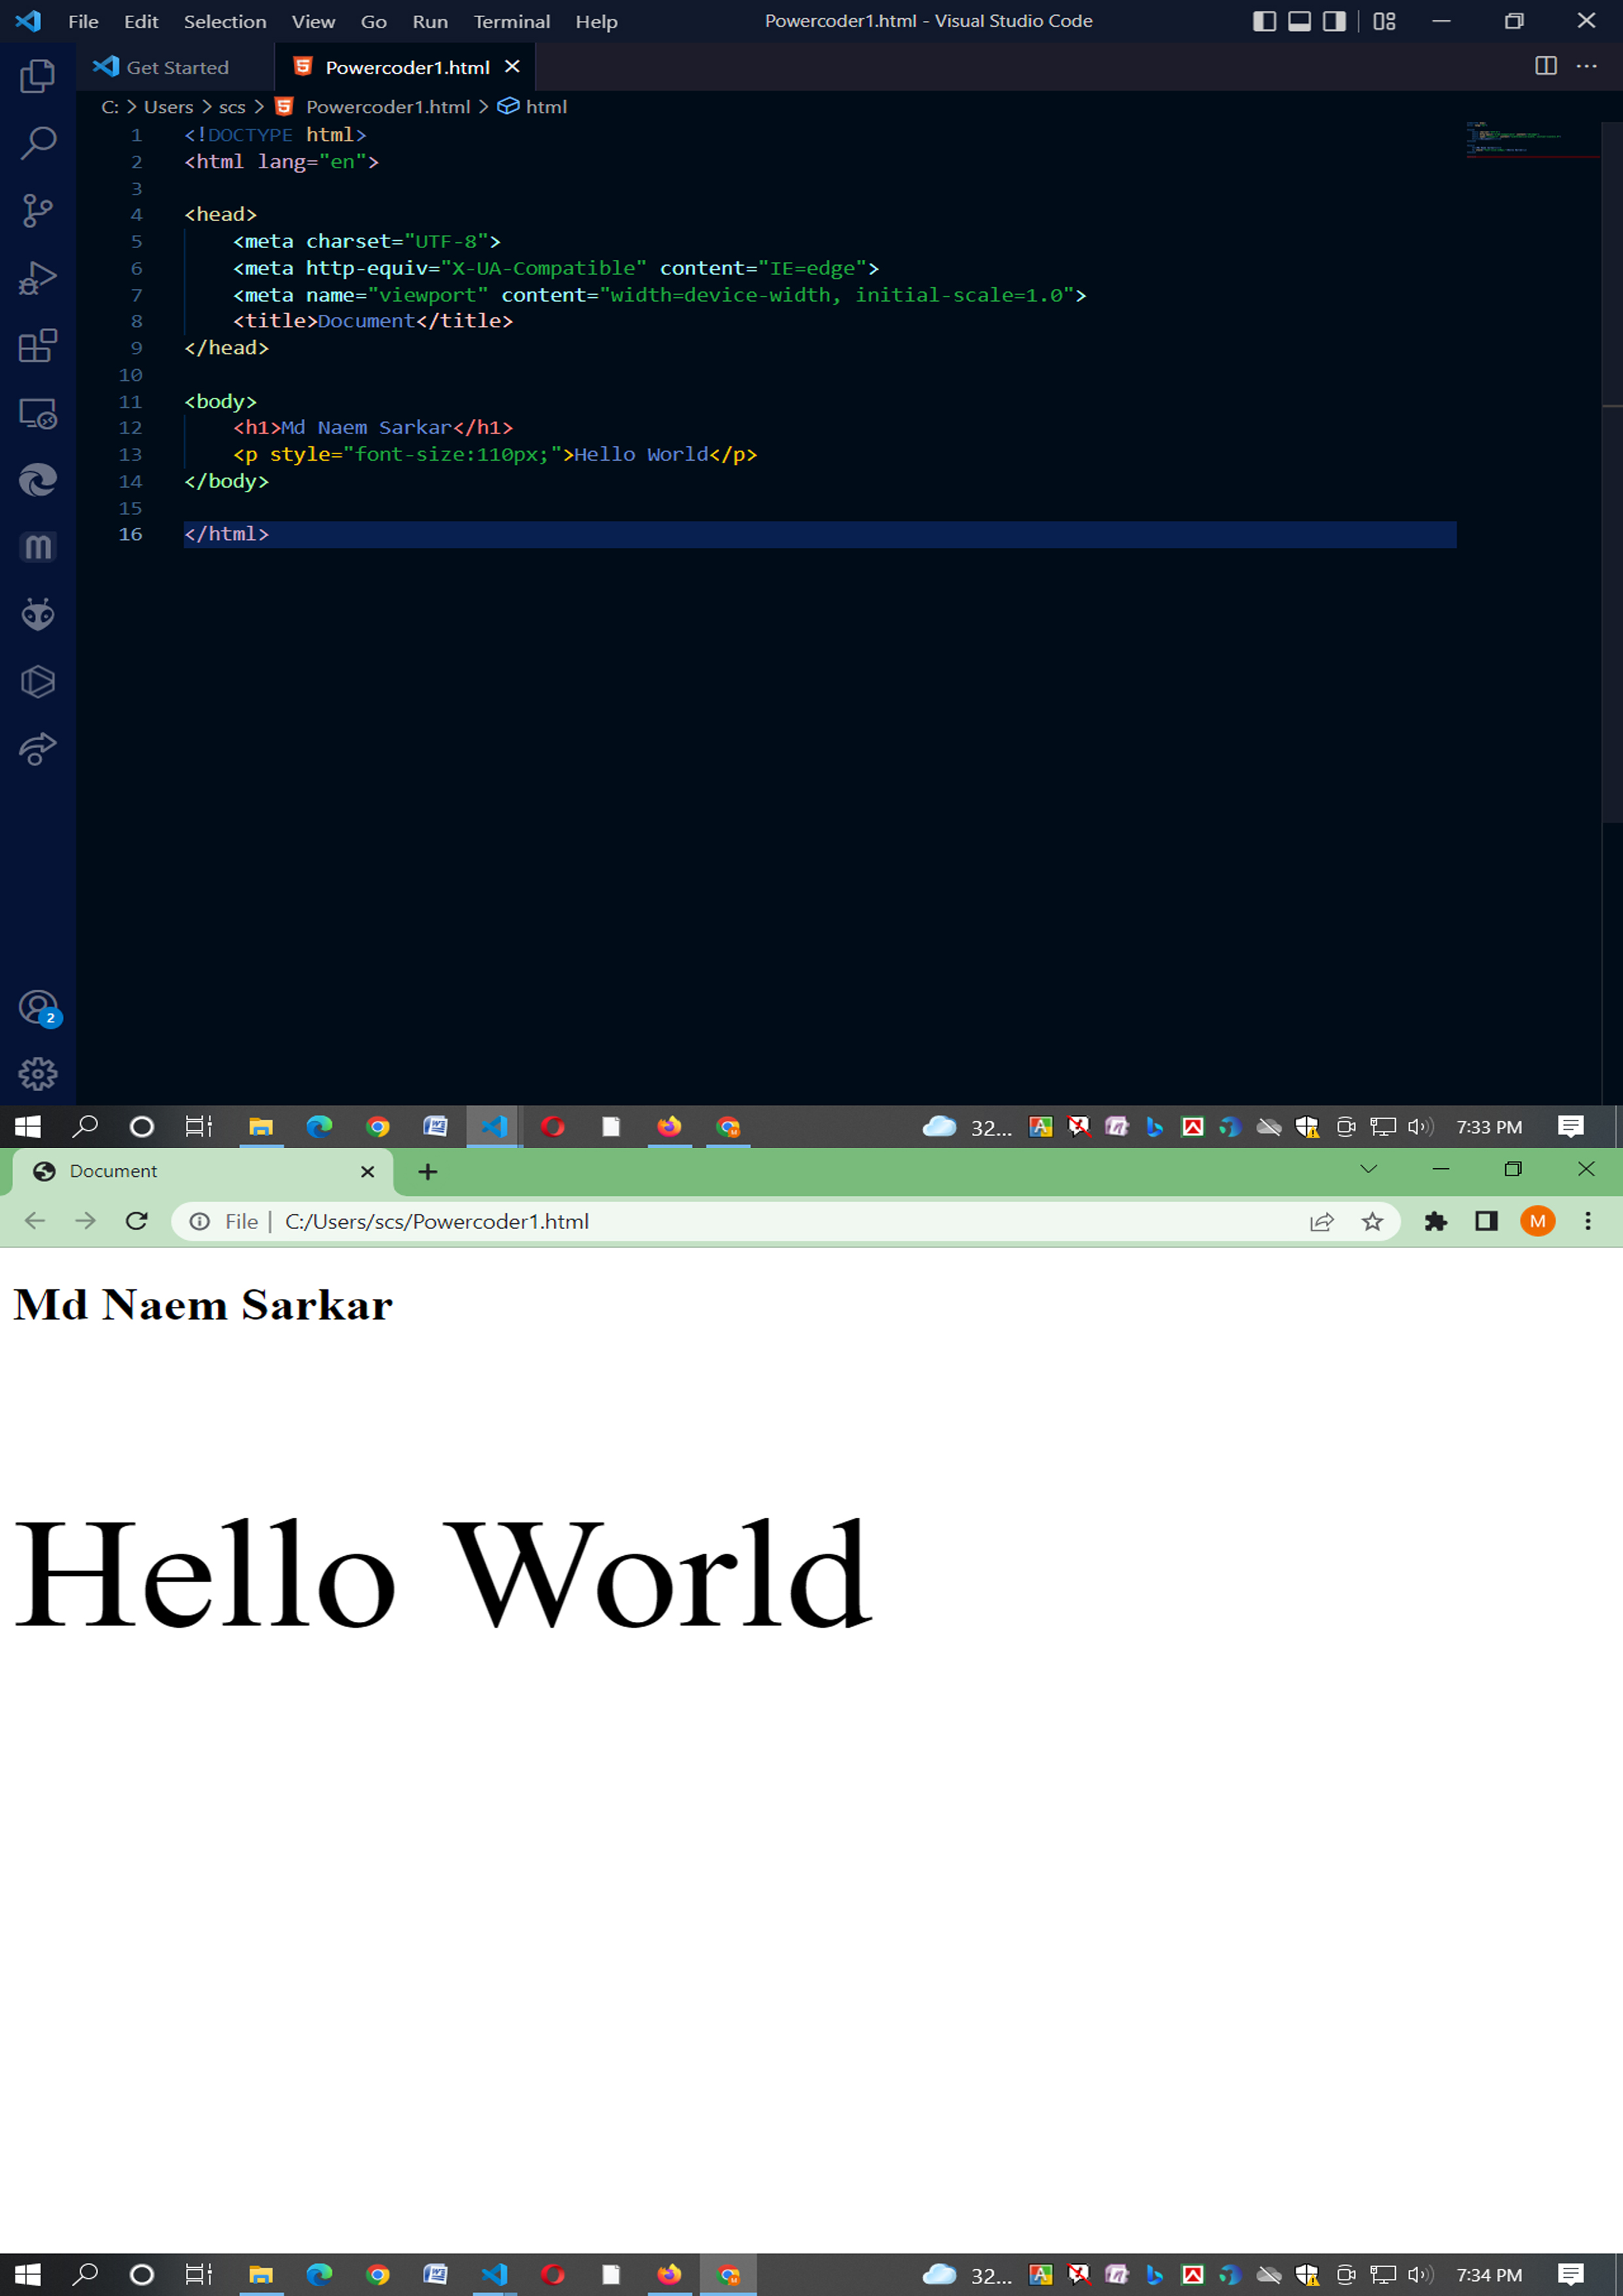 File Edit Selection View Go Run Terminal Help Powercoder1.html - Visual Studio Code
Get Started Powercoder1.html
C: > Users > scs > Powercoder1.html > html
1 <!DOCTYPE html>
2 <html lang="en">
3
4 <head>
5 <meta charset="UTF-8">
6 <meta http-equiv="X-UA-Compatible" content="IE=edge">
7 <meta name="viewport" content="width=device-width, initial-scale=1.0">
8 <title>Document</title>
9 </head>
10
11 <body>
12 <h1>Md Naem Sarkar</h1>
13 <p style="font-size:110px;">Hello World</p>
14 </body>
15
16 </html>
2
32... 7:33 PM
Document
File | C:/Users/scs/Powercoder1.html M
Md Naem Sarkar
Hello World
32... 7:34 PM